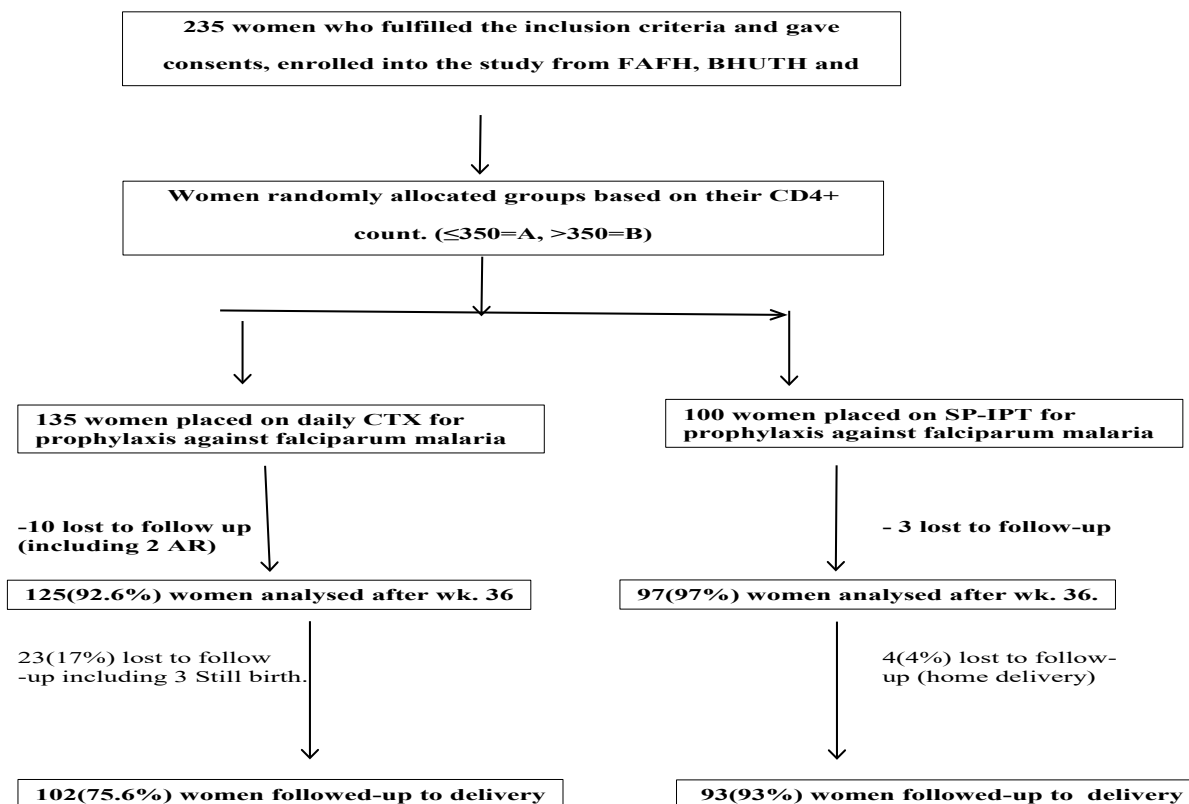 235 women who fulfilled the inclusion criteria and gave
consents, enrolled into the study from FAFH, BHUTH and
Women randomly allocated groups based on their CD4+
count. (≤350=A, >350=B)
135 women placed on daily CTX for
prophylaxis against falciparum malaria
100 women placed on SP-IPT for
prophylaxis against falciparum malaria
-10 lost to follow up
(including 2 AR)
- 3 lost to follow-up
125(92.6%) women analysed after wk. 36
97(97%) women analysed after wk. 36.
23(17%) lost to follow
-up including 3 Still birth.
4(4%) lost to follow-
up (home delivery)
102(75.6%) women followed-up to delivery
93(93%) women followed-up to delivery